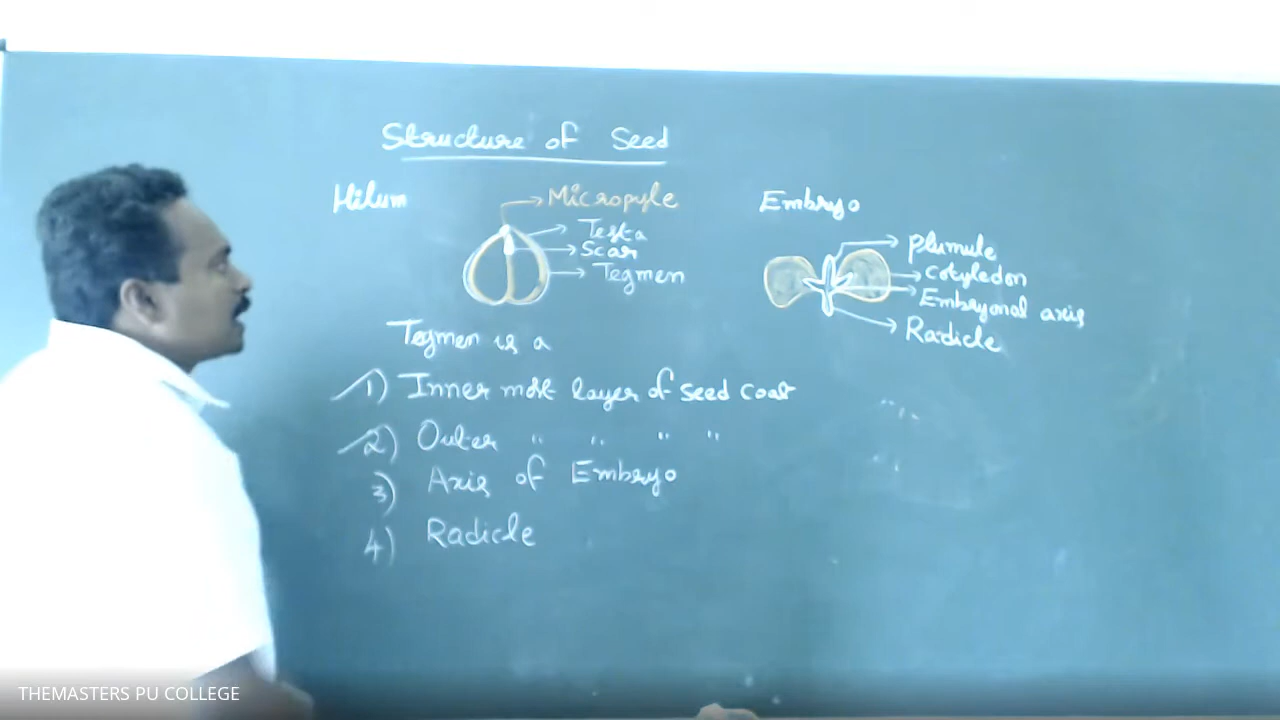 Structure of Seed
Hilum
Micropyle
Testa
Scar
Tegmen
Embryo
plumule
cotyledon
Embryonal axis
Radicle
Tegmen is a
1) Inner most layer of seed coat
2) Outer " " " "
3) Axis of Embryo
4) Radicle
THEMASTERS PU COLLEGE